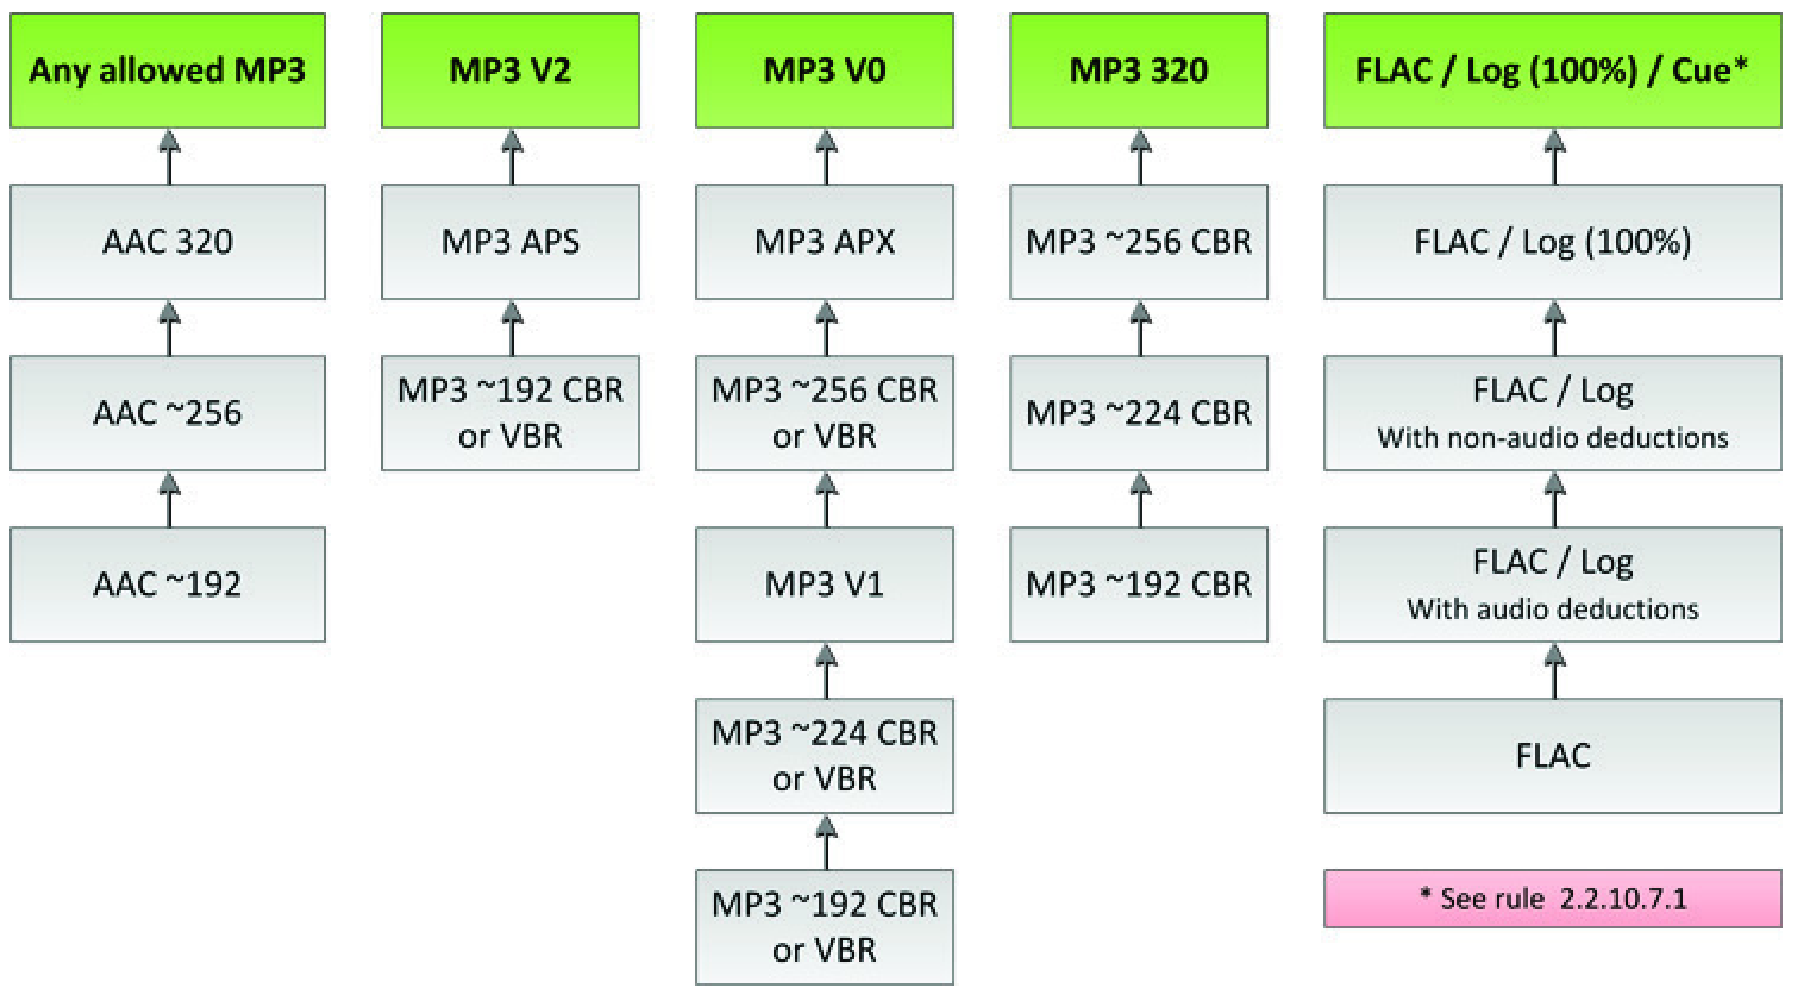 Any allowed MP3
AAC 320
AAC ~256
AAC ~192
MP3 V2
MP3 APS
MP3 ~192 CBR
or VBR
MP3 V0
MP3 APX
MP3 ~256 CBR
or VBR
MP3 V1
MP3 ~224 CBR
or VBR
MP3 ~192 CBR
or VBR
MP3 320
MP3 ~256 CBR
MP3 ~224 CBR
MP3 ~192 CBR
FLAC / Log (100%) / Cue*
FLAC / Log (100%)
FLAC / Log
With non-audio deductions
FLAC / Log
With audio deductions
FLAC
* See rule 2.2.10.7.1